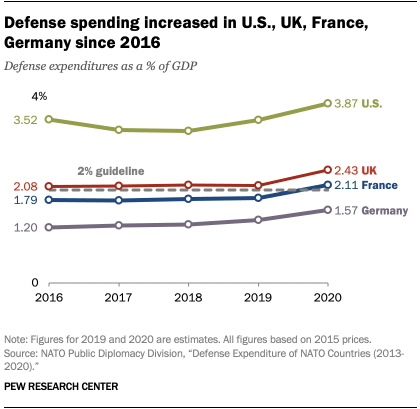 Defense spending increased in U.S., UK, France,
Germany since 2016
Defense expenditures as a % of GDP
4%
3.87 U.S.
3.52
2% guideline
2.43 UK
2.08
2.11 France
1.79
1.57 Germany
1.20
0
2016 2017 2018 2019 2020
Note: Figures for 2019 and 2020 are estimates. All figures based on 2015 prices.
Source: NATO Public Diplomacy Division, “Defense Expenditure of NATO Countries (2013-
2020).”
PEW RESEARCH CENTER